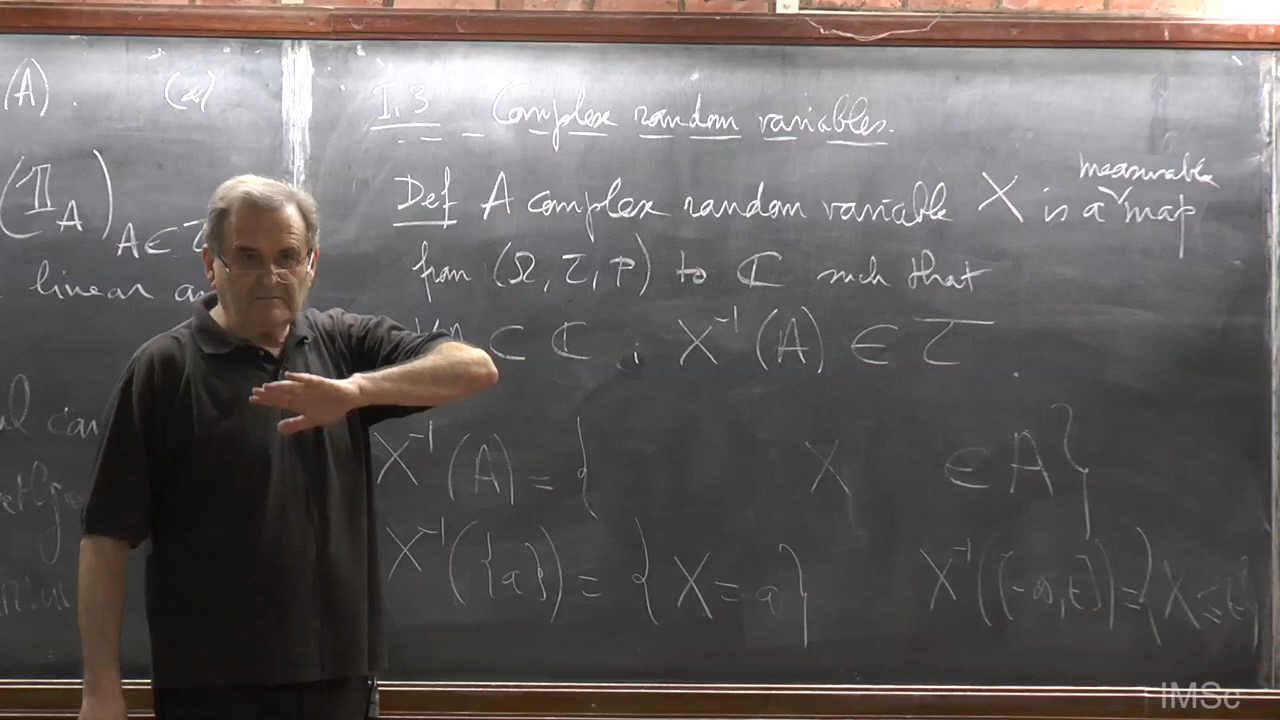 (A). (*)
(𝟙_A)_{A∈
linear
I.3 Complex random variables.
Def A complex random variable X is a measurable map
from (Ω, τ, P) to ℂ such that
⊂ ℂ ; X⁻¹(A) ∈ τ
X⁻¹(A) = { X ∈ A}
X⁻¹({a}) = {X = a}
X⁻¹((-∞, t]) = {X ≤ t}
IMSc